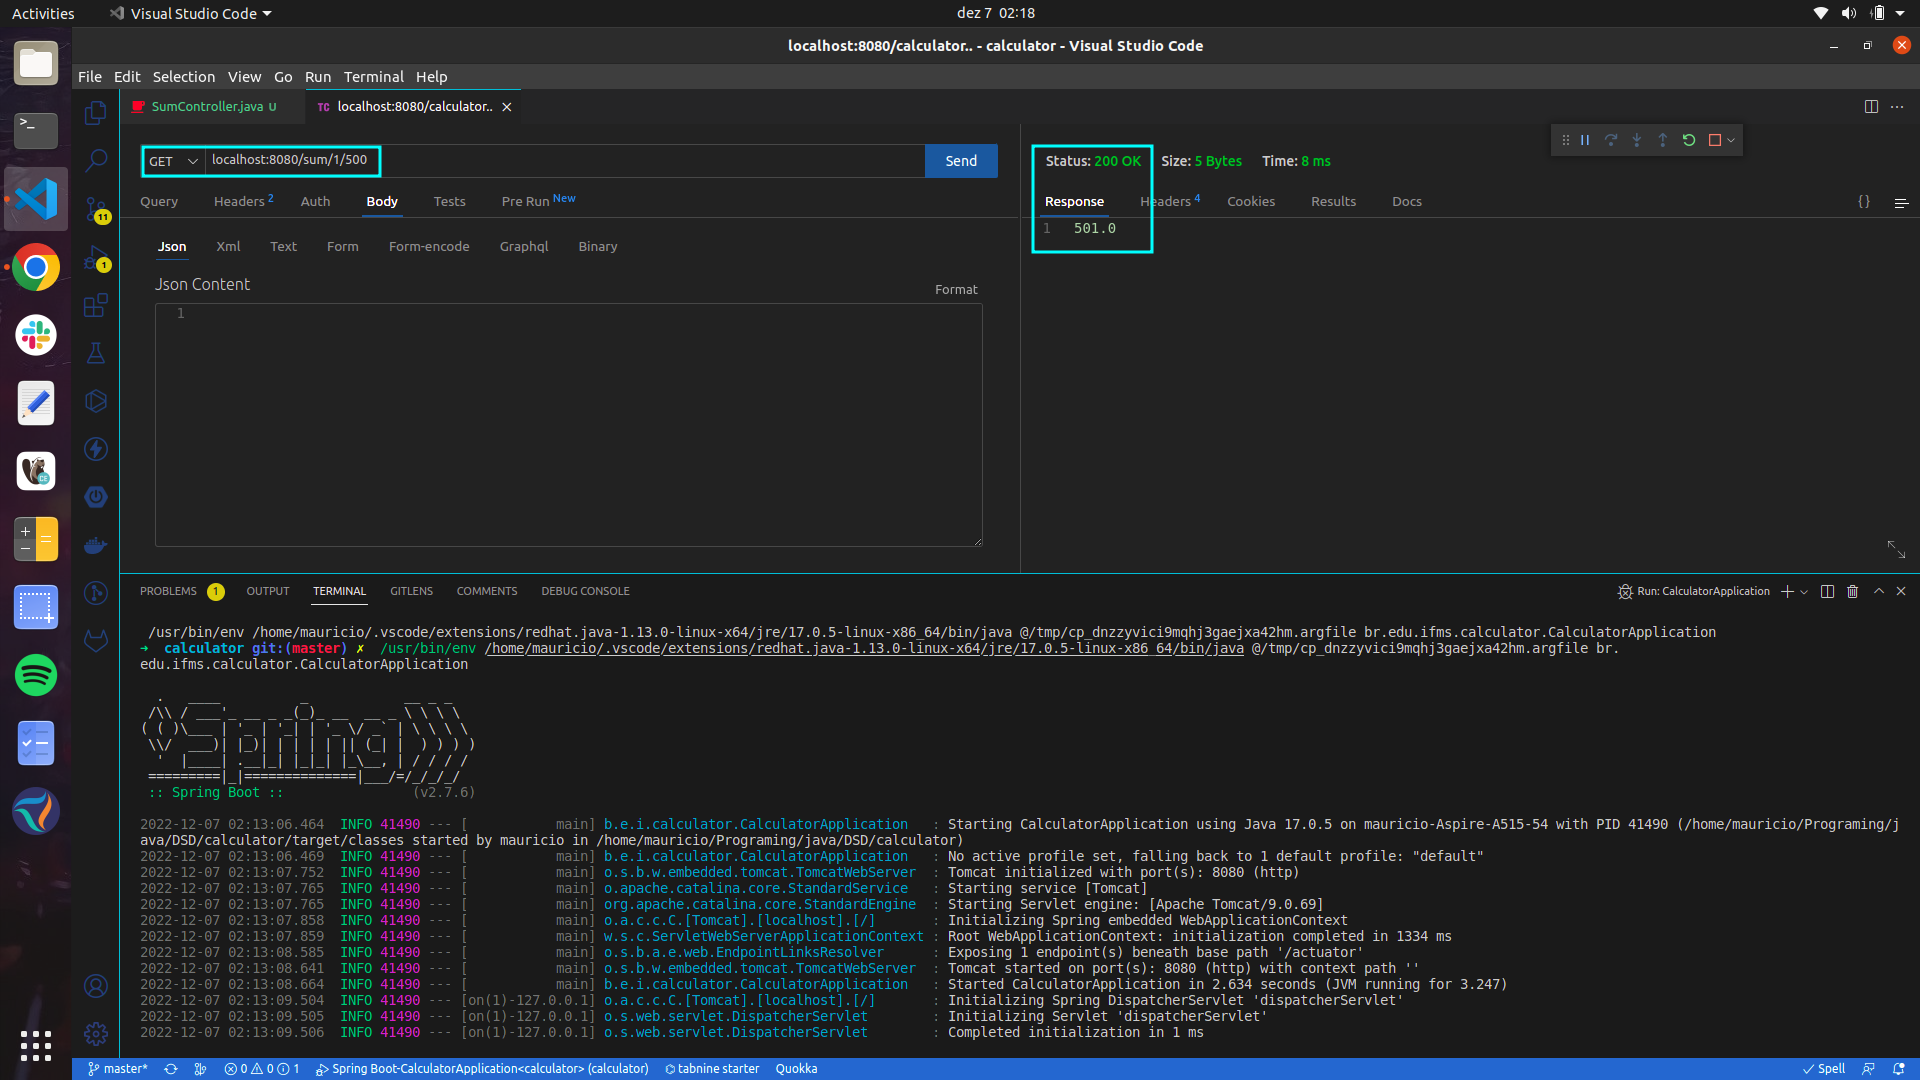 Activities Visual Studio Code dez 7 02:18
localhost:8080/calculator.. - calculator - Visual Studio Code
File Edit Selection View Go Run Terminal Help
SumController.java U TC localhost:8080/calculator..
GET localhost:8080/sum/1/500 Send Status: 200 OK Size: 5 Bytes Time: 8 ms
Query Headers 2 Auth Body Tests Pre Run New Response Headers 4 Cookies Results Docs {}
11
1 501.0
Json Xml Text Form Form-encode Graphql Binary
1
Json Content
Format
1
PROBLEMS 1 OUTPUT TERMINAL GITLENS COMMENTS DEBUG CONSOLE Run: CalculatorApplication
/usr/bin/env /home/mauricio/.vscode/extensions/redhat.java-1.13.0-linux-x64/jre/17.0.5-linux-x86_64/bin/java @/tmp/cp_dnzzyvici9mqhj3gaejxa42hm.argfile br.edu.ifms.calculator.CalculatorApplication
➜ calculator git:(master) ✗ /usr/bin/env /home/mauricio/.vscode/extensions/redhat.java-1.13.0-linux-x64/jre/17.0.5-linux-x86_64/bin/java @/tmp/cp_dnzzyvici9mqhj3gaejxa42hm.argfile br.
edu.ifms.calculator.CalculatorApplication
Spring
:: Spring Boot :: (v2.7.6)
2022-12-07 02:13:06.464 INFO 41490 --- [ main] b.e.i.calculator.CalculatorApplication : Starting CalculatorApplication using Java 17.0.5 on mauricio-Aspire-A515-54 with PID 41490 (/home/mauricio/Programing/j
ava/DSD/calculator/target/classes started by mauricio in /home/mauricio/Programing/java/DSD/calculator)
2022-12-07 02:13:06.469 INFO 41490 --- [ main] b.e.i.calculator.CalculatorApplication : No active profile set, falling back to 1 default profile: "default"
2022-12-07 02:13:07.752 INFO 41490 --- [ main] o.s.b.w.embedded.tomcat.TomcatWebServer : Tomcat initialized with port(s): 8080 (http)
2022-12-07 02:13:07.765 INFO 41490 --- [ main] o.apache.catalina.core.StandardService : Starting service [Tomcat]
2022-12-07 02:13:07.765 INFO 41490 --- [ main] org.apache.catalina.core.StandardEngine : Starting Servlet engine: [Apache Tomcat/9.0.69]
2022-12-07 02:13:07.858 INFO 41490 --- [ main] o.a.c.c.C.[Tomcat].[localhost].[/] : Initializing Spring embedded WebApplicationContext
2022-12-07 02:13:07.859 INFO 41490 --- [ main] w.s.c.ServletWebServerApplicationContext : Root WebApplicationContext: initialization completed in 1334 ms
2022-12-07 02:13:08.585 INFO 41490 --- [ main] o.s.b.a.e.web.EndpointLinksResolver : Exposing 1 endpoint(s) beneath base path '/actuator'
2022-12-07 02:13:08.641 INFO 41490 --- [ main] o.s.b.w.embedded.tomcat.TomcatWebServer : Tomcat started on port(s): 8080 (http) with context path ''
2022-12-07 02:13:08.664 INFO 41490 --- [ main] b.e.i.calculator.CalculatorApplication : Started CalculatorApplication in 2.634 seconds (JVM running for 3.247)
2022-12-07 02:13:09.504 INFO 41490 --- [on(1)-127.0.0.1] o.a.c.c.C.[Tomcat].[localhost].[/] : Initializing Spring DispatcherServlet 'dispatcherServlet'
2022-12-07 02:13:09.505 INFO 41490 --- [on(1)-127.0.0.1] o.s.web.servlet.DispatcherServlet : Initializing Servlet 'dispatcherServlet'
2022-12-07 02:13:09.506 INFO 41490 --- [on(1)-127.0.0.1] o.s.web.servlet.DispatcherServlet : Completed initialization in 1 ms
master* 0 0 1 Spring Boot-CalculatorApplication<calculator> (calculator) tabnine starter Quokka Spell